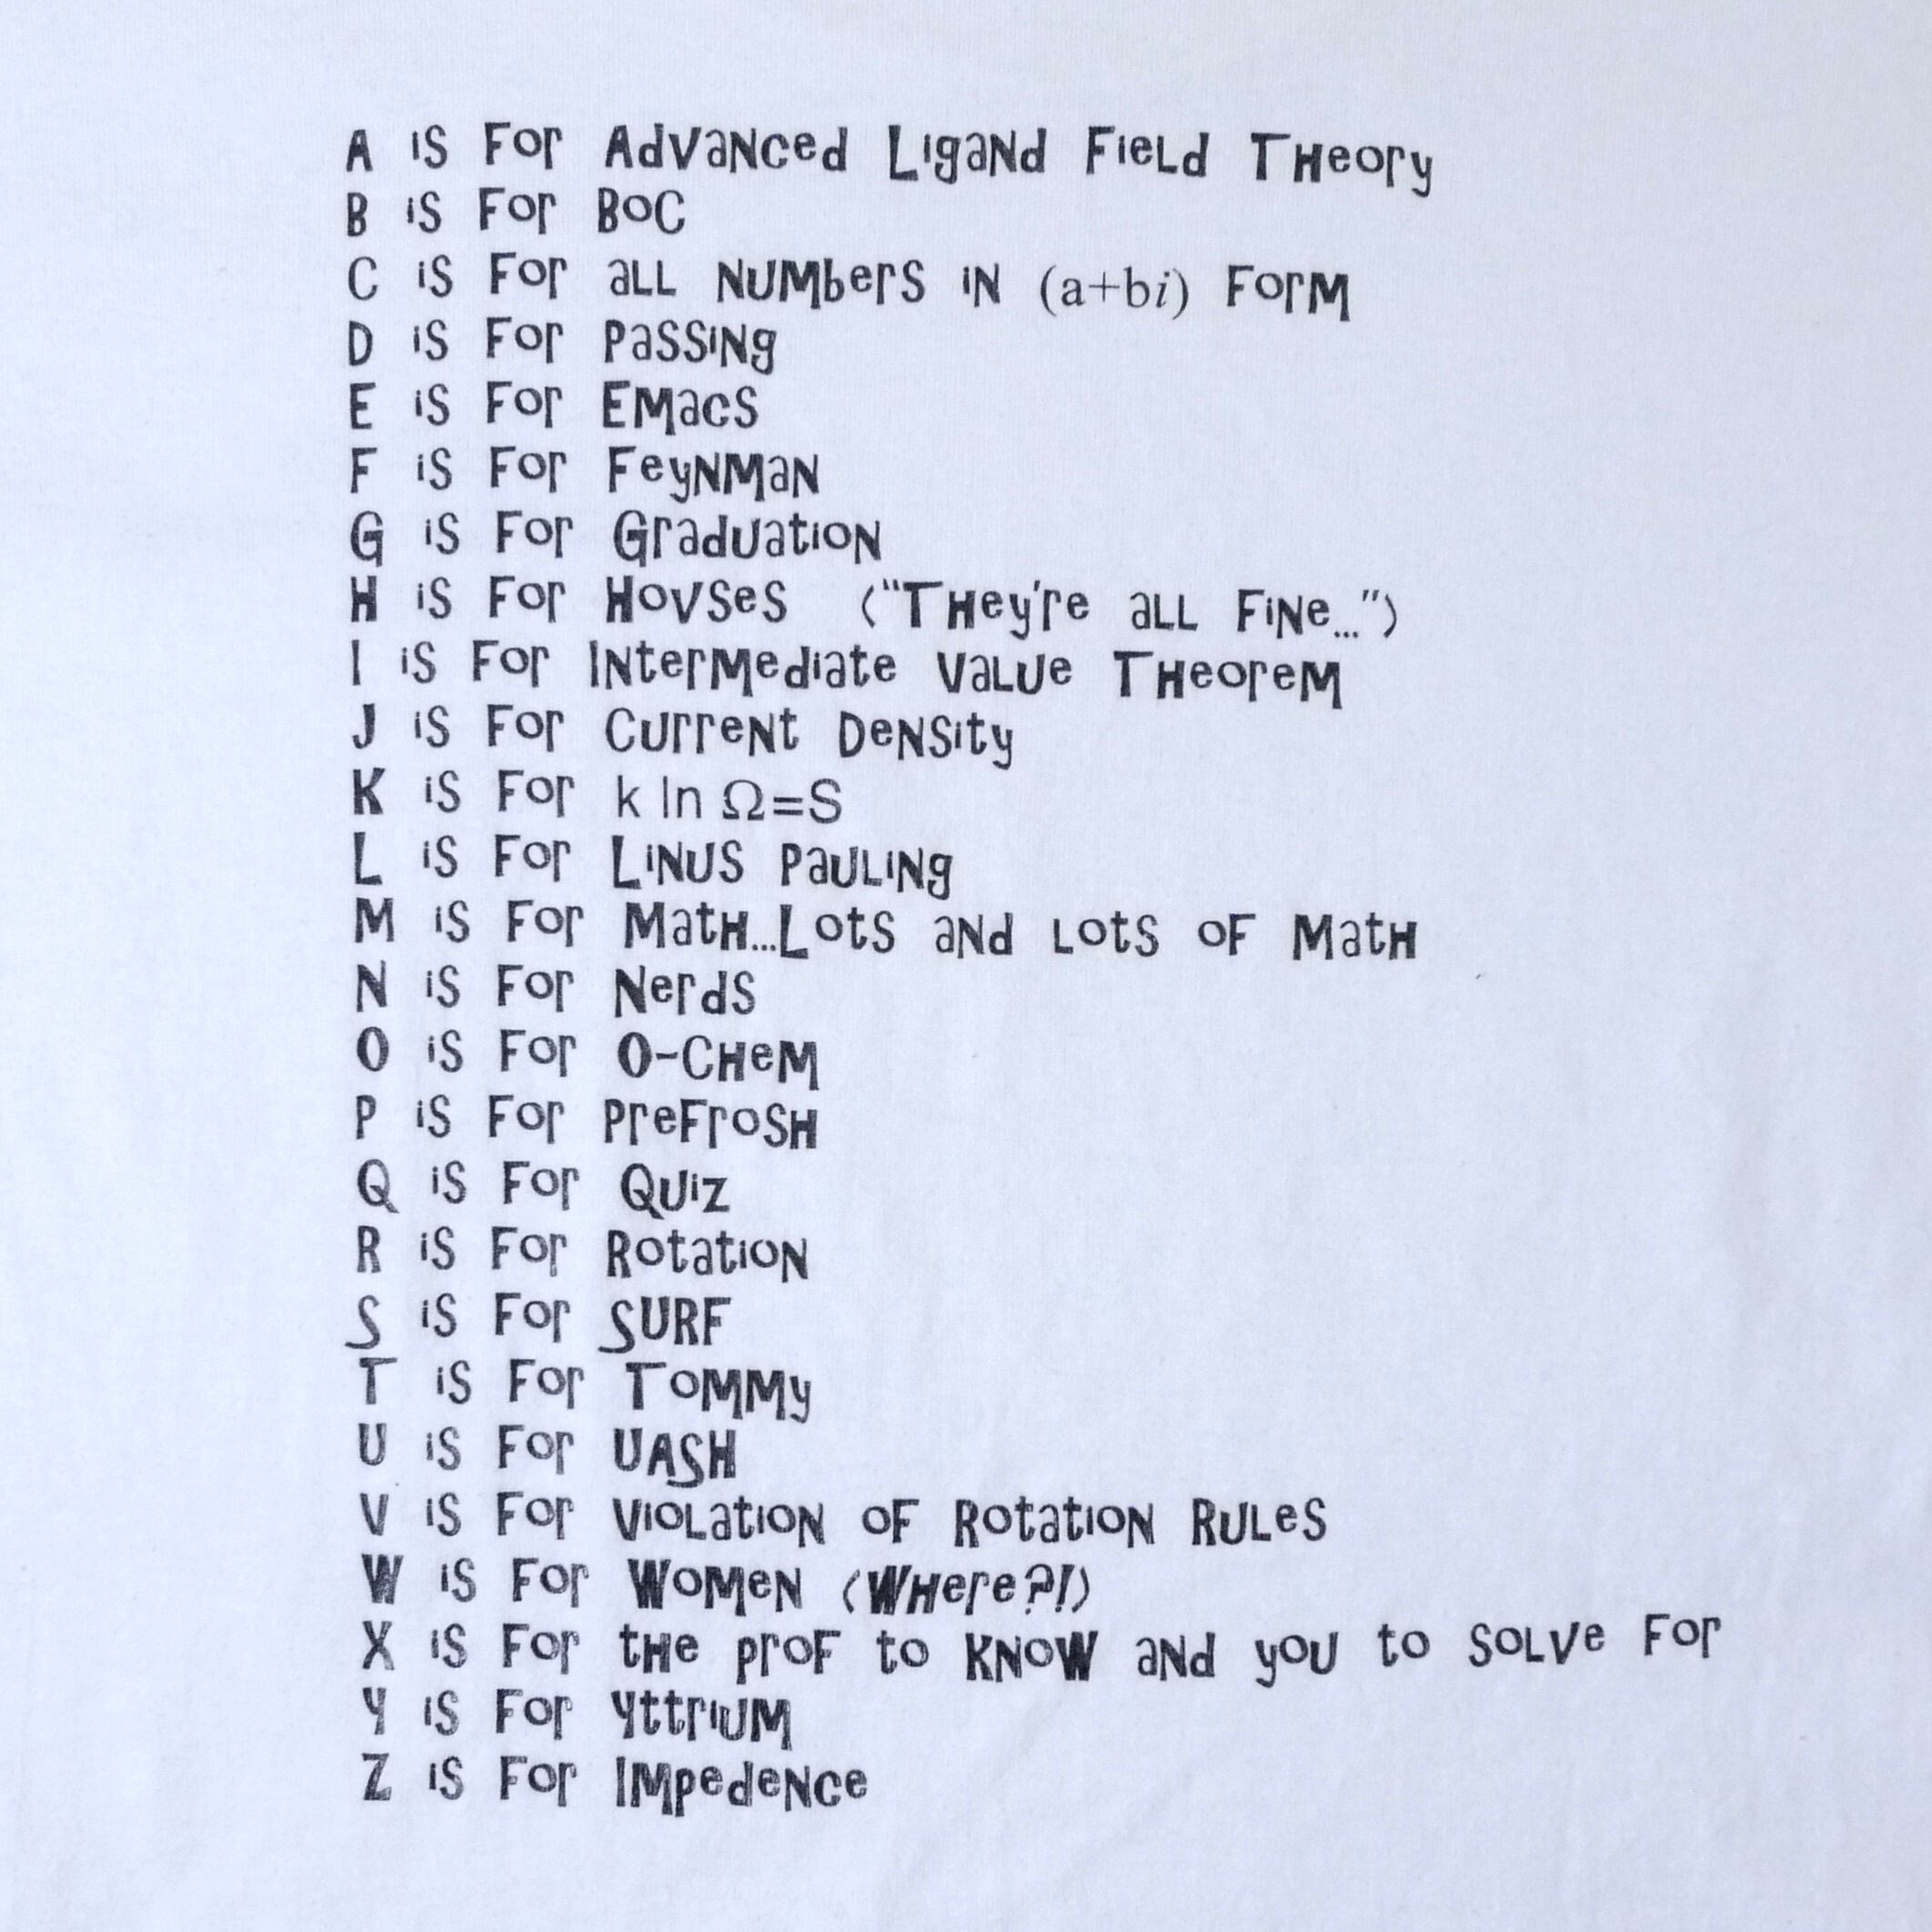 A is For Advanced Ligand Field Theory
B is For BoC
C is For all Numbers in (a+bi) Form
D is For Passing
E is For Emacs
F is For Feynman
G is For Graduation
H is For Hovses ("They're all Fine...")
I is For Intermediate Value Theorem
J is For Current Density
K is For k ln Ω=S
L is For Linus Pauling
M is For Math...Lots and Lots of Math
N is For Nerds
O is For O-Chem
P is For Prefrosh
Q is For Quiz
R is For Rotation
S is For SURF
T is For Tommy
U is For UASH
V is For Violation of Rotation Rules
W is For Women (Where?!)
X is For the prof to know and you to solve For
Y is For Yttrium
Z is For Impedence